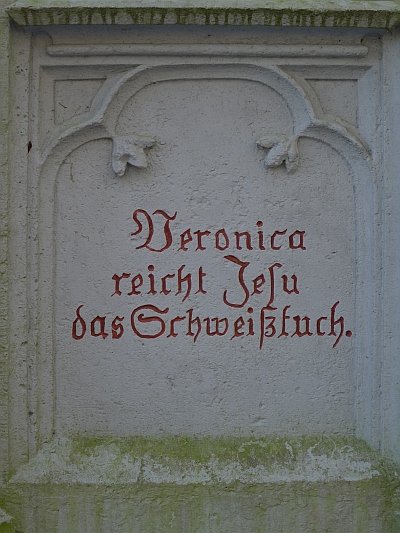 Veronica
reicht Jeſu
das Schweißtuch.